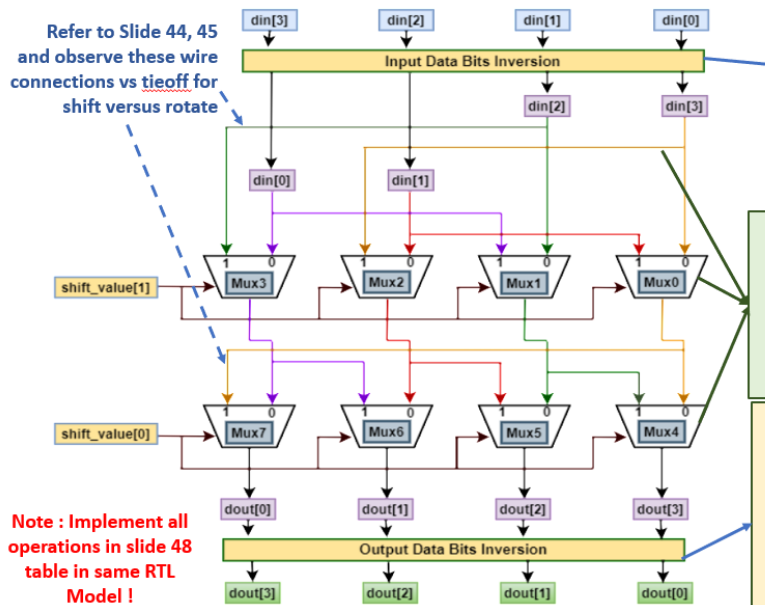 Refer to Slide 44, 45
and observe these wire
connections vs tieoff for
shift versus rotate
din[3]
din[2]
din[1]
din[0]
Input Data Bits Inversion
din[2]
din[3]
din[0]
din[1]
1
0
1
0
1
0
1
0
Mux3
Mux2
Mux1
Mux0
shift_value[1]
1
0
1
0
1
0
1
0
Mux7
Mux6
Mux5
Mux4
shift_value[0]
dout[0]
dout[1]
dout[2]
dout[3]
Note : Implement all
operations in slide 48
table in same RTL
Model !
Output Data Bits Inversion
dout[3]
dout[2]
dout[1]
dout[0]